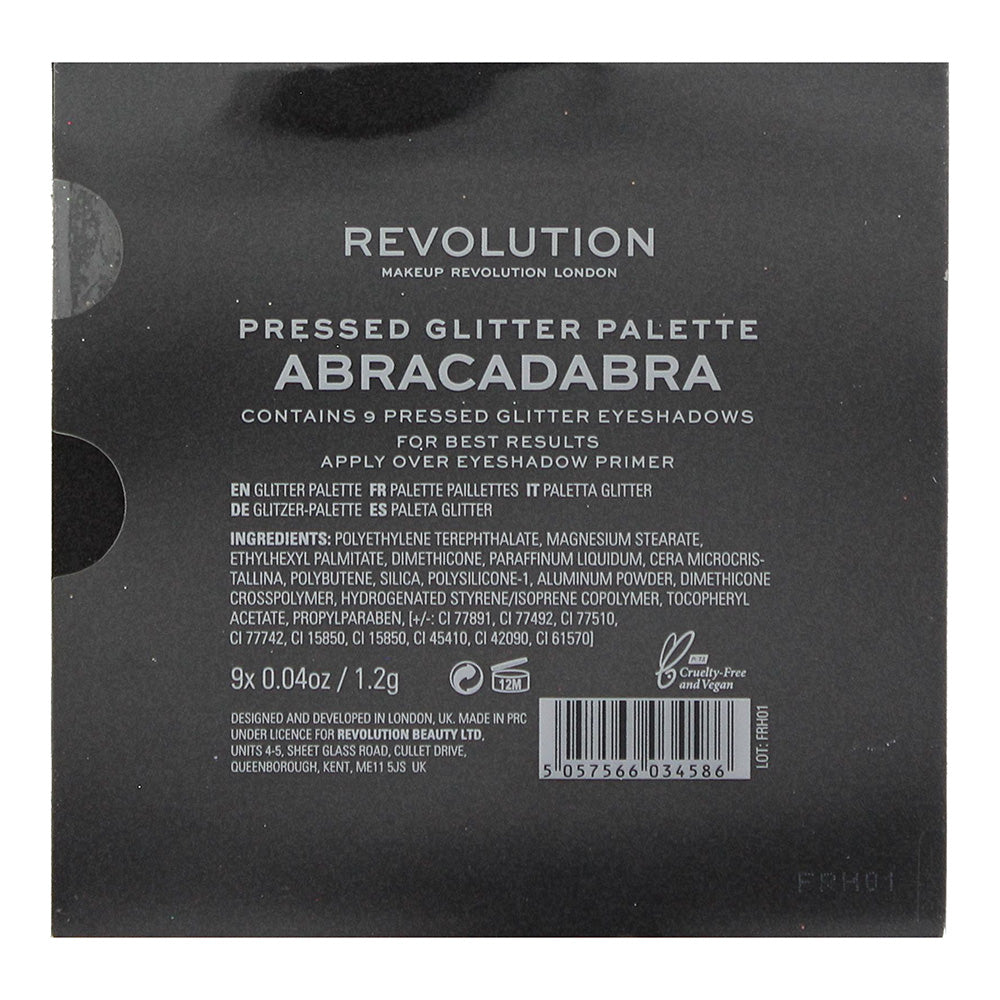 REVOLUTION
MAKEUP REVOLUTION LONDON
PRESSED GLITTER PALETTE
ABRACADABRA
CONTAINS 9 PRESSED GLITTER EYESHADOWS
FOR BEST RESULTS
APPLY OVER EYESHADOW PRIMER
EN GLITTER PALETTE FR PALETTE PAILLETTES IT PALETTA GLITTER
DE GLITZER-PALETTE ES PALETA GLITTER
INGREDIENTS: POLYETHYLENE TEREPHTHALATE, MAGNESIUM STEARATE,
ETHYLHEXYL PALMITATE, DIMETHICONE, PARAFFINUM LIQUIDUM, CERA MICROCRIS-
TALLINA, POLYBUTENE, SILICA, POLYSILICONE-1, ALUMINUM POWDER, DIMETHICONE
CROSSPOLYMER, HYDROGENATED STYRENE/ISOPRENE COPOLYMER, TOCOPHERYL
ACETATE, PROPYLPARABEN, [+/-: CI 77891, CI 77492, CI 77510,
CI 77742, CI 15850, CI 15850, CI 45410, CI 42090, CI 61570]
9x 0.04oz / 1.2g
12M
PETA
Cruelty-Free
and Vegan
DESIGNED AND DEVELOPED IN LONDON, UK. MADE IN PRC
UNDER LICENCE FOR REVOLUTION BEAUTY LTD,
UNITS 4-5, SHEET GLASS ROAD, CULLET DRIVE,
QUEENBOROUGH, KENT, ME11 5JS UK
5 057566 034586
LOT: FRH01
FRH01